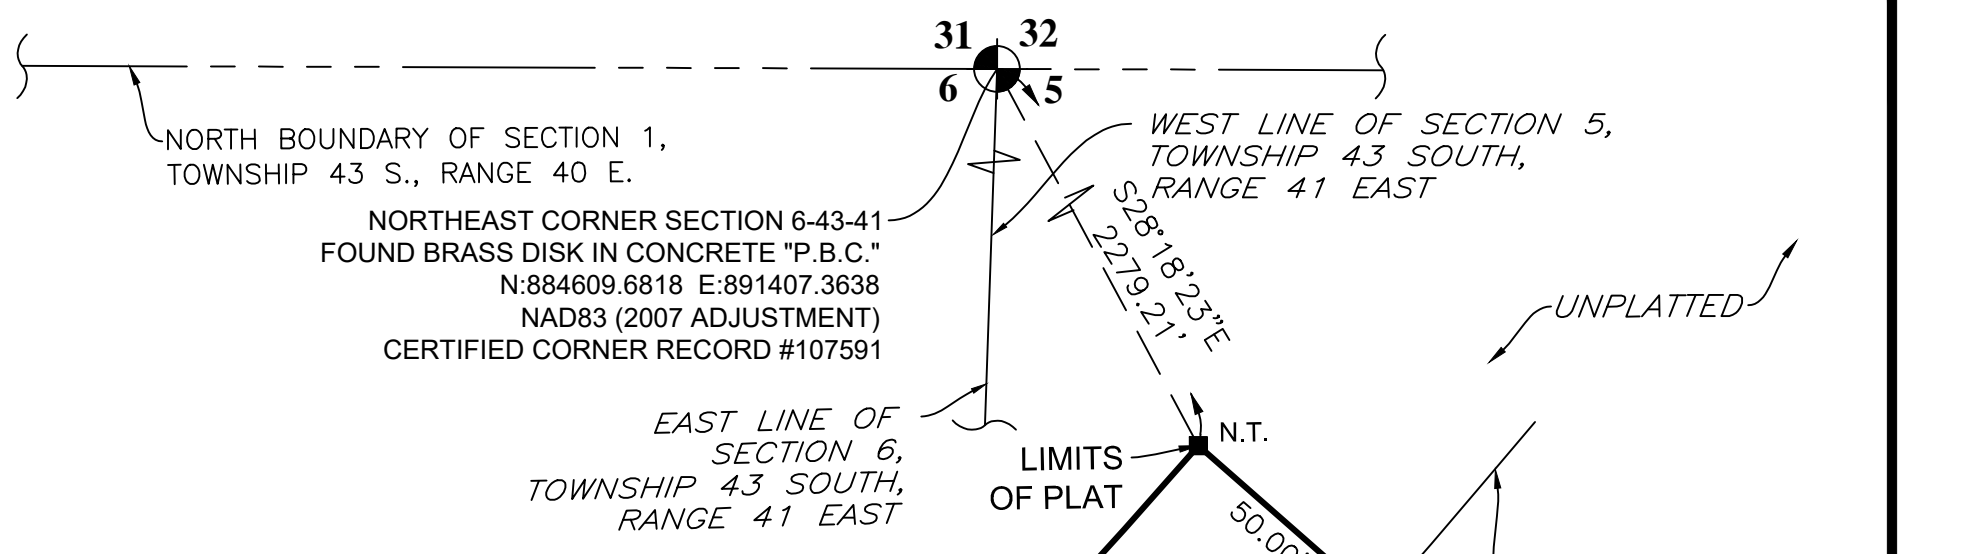 31 32
6 5
NORTH BOUNDARY OF SECTION 1,
TOWNSHIP 43 S., RANGE 40 E.
WEST LINE OF SECTION 5,
TOWNSHIP 43 SOUTH,
RANGE 41 EAST
NORTHEAST CORNER SECTION 6-43-41
FOUND BRASS DISK IN CONCRETE "P.B.C."
N:884609.6818 E:891407.3638
NAD83 (2007 ADJUSTMENT)
CERTIFIED CORNER RECORD #107591
S28°18'23"E
2279.21'
UNPLATTED
EAST LINE OF
SECTION 6,
TOWNSHIP 43 SOUTH,
RANGE 41 EAST
N.T.
LIMITS
OF PLAT
50.00'